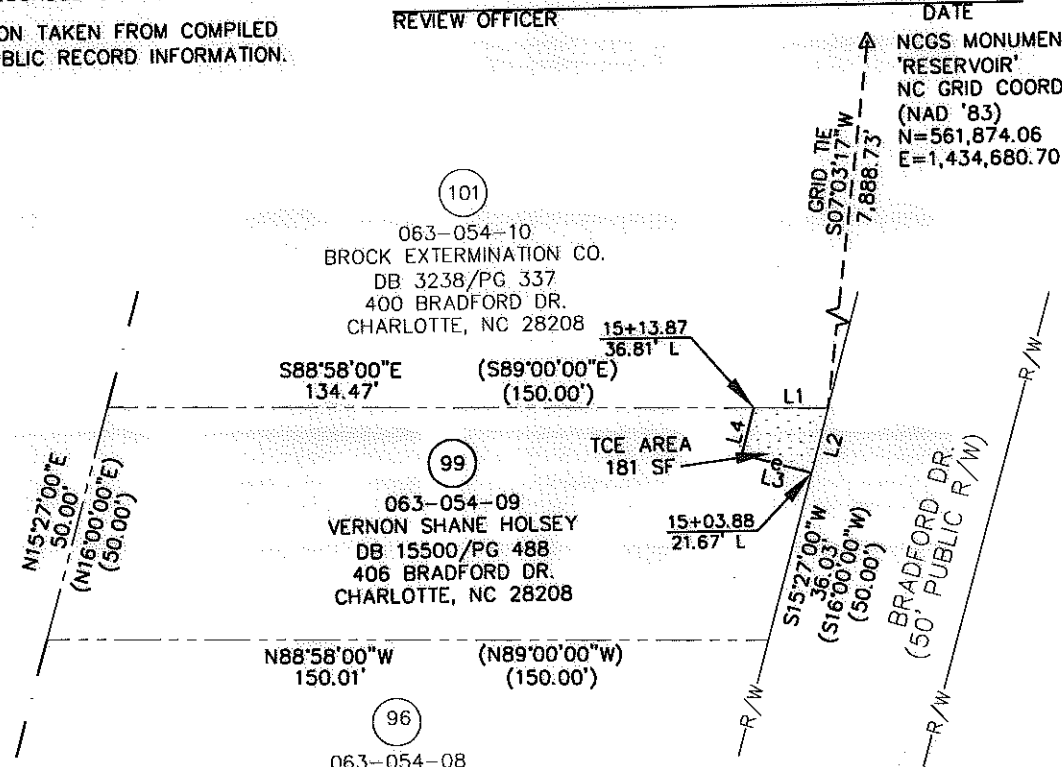 ON TAKEN FROM COMPILED
BLIC RECORD INFORMATION.
REVIEW OFFICER
DATE
NCGS MONUMEN
'RESERVOIR'
NC GRID COORD
(NAD '83)
N=561,874.06
E=1,434,680.70
GRID TIE
S07°03'17"W
7,888.73'
101
063-054-10
BROCK EXTERMINATION CO.
DB 3238/PG 337
400 BRADFORD DR.
CHARLOTTE, NC 28208
15+13.87
36.81' L
S88°58'00"E
134.47'
(S89°00'00"E)
(150.00')
L1
L2
L3
L4
TCE AREA
181 SF
99
063-054-09
VERNON SHANE HOLSEY
DB 15500/PG 488
406 BRADFORD DR.
CHARLOTTE, NC 28208
15+03.88
21.67' L
N15°27'00"E
50.00'
(N16°00'00"E)
(50.00')
S15°27'00"W
36.03'
(S16°00'00"W)
(50.00')
BRADFORD DR.
(50' PUBLIC R/W)
R/W
R/W
R/W
N88°58'00"W
150.01'
(N89°00'00"W)
(150.00')
96
063-054-08